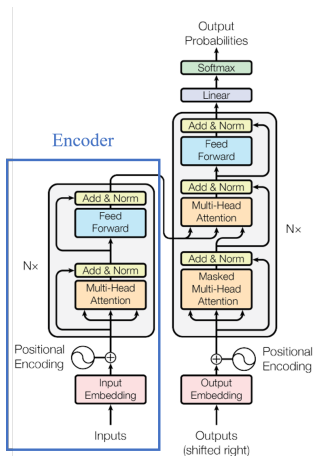 Output
Probabilities
Softmax
Linear
Add & Norm
Feed
Forward
Add & Norm
Multi-Head
Attention
Nx
Add & Norm
Masked
Multi-Head
Attention
Positional
Encoding
Output
Embedding
Outputs
(shifted right)
Encoder
Add & Norm
Feed
Forward
Nx
Add & Norm
Multi-Head
Attention
Positional
Encoding
Input
Embedding
Inputs